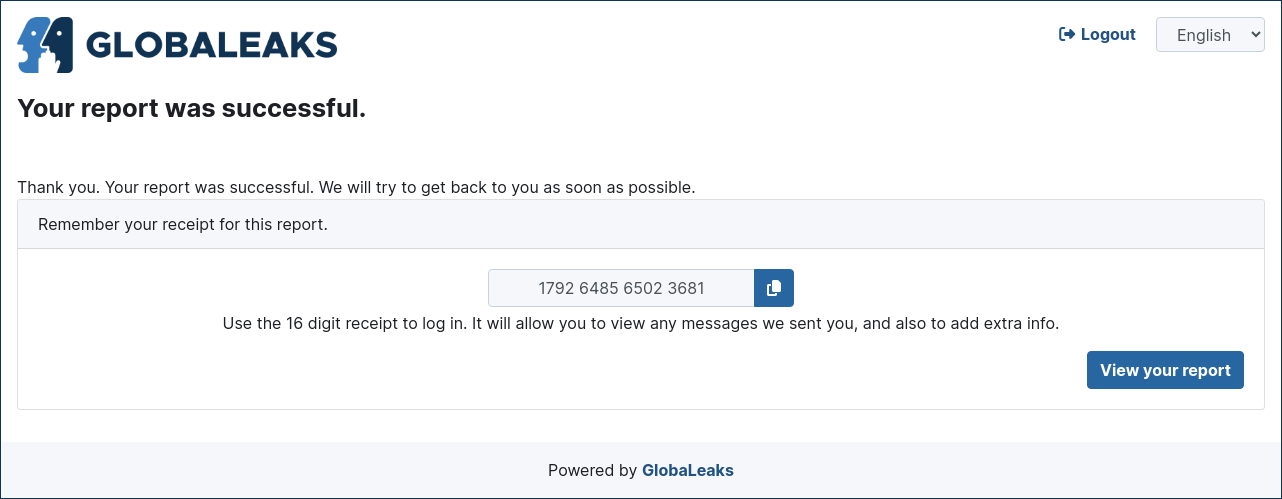 GLOBALEAKS
Logout
English
Your report was successful.
Thank you. Your report was successful. We will try to get back to you as soon as possible.
Remember your receipt for this report.
1792 6485 6502 3681
Use the 16 digit receipt to log in. It will allow you to view any messages we sent you, and also to add extra info.
View your report
Powered by GlobaLeaks